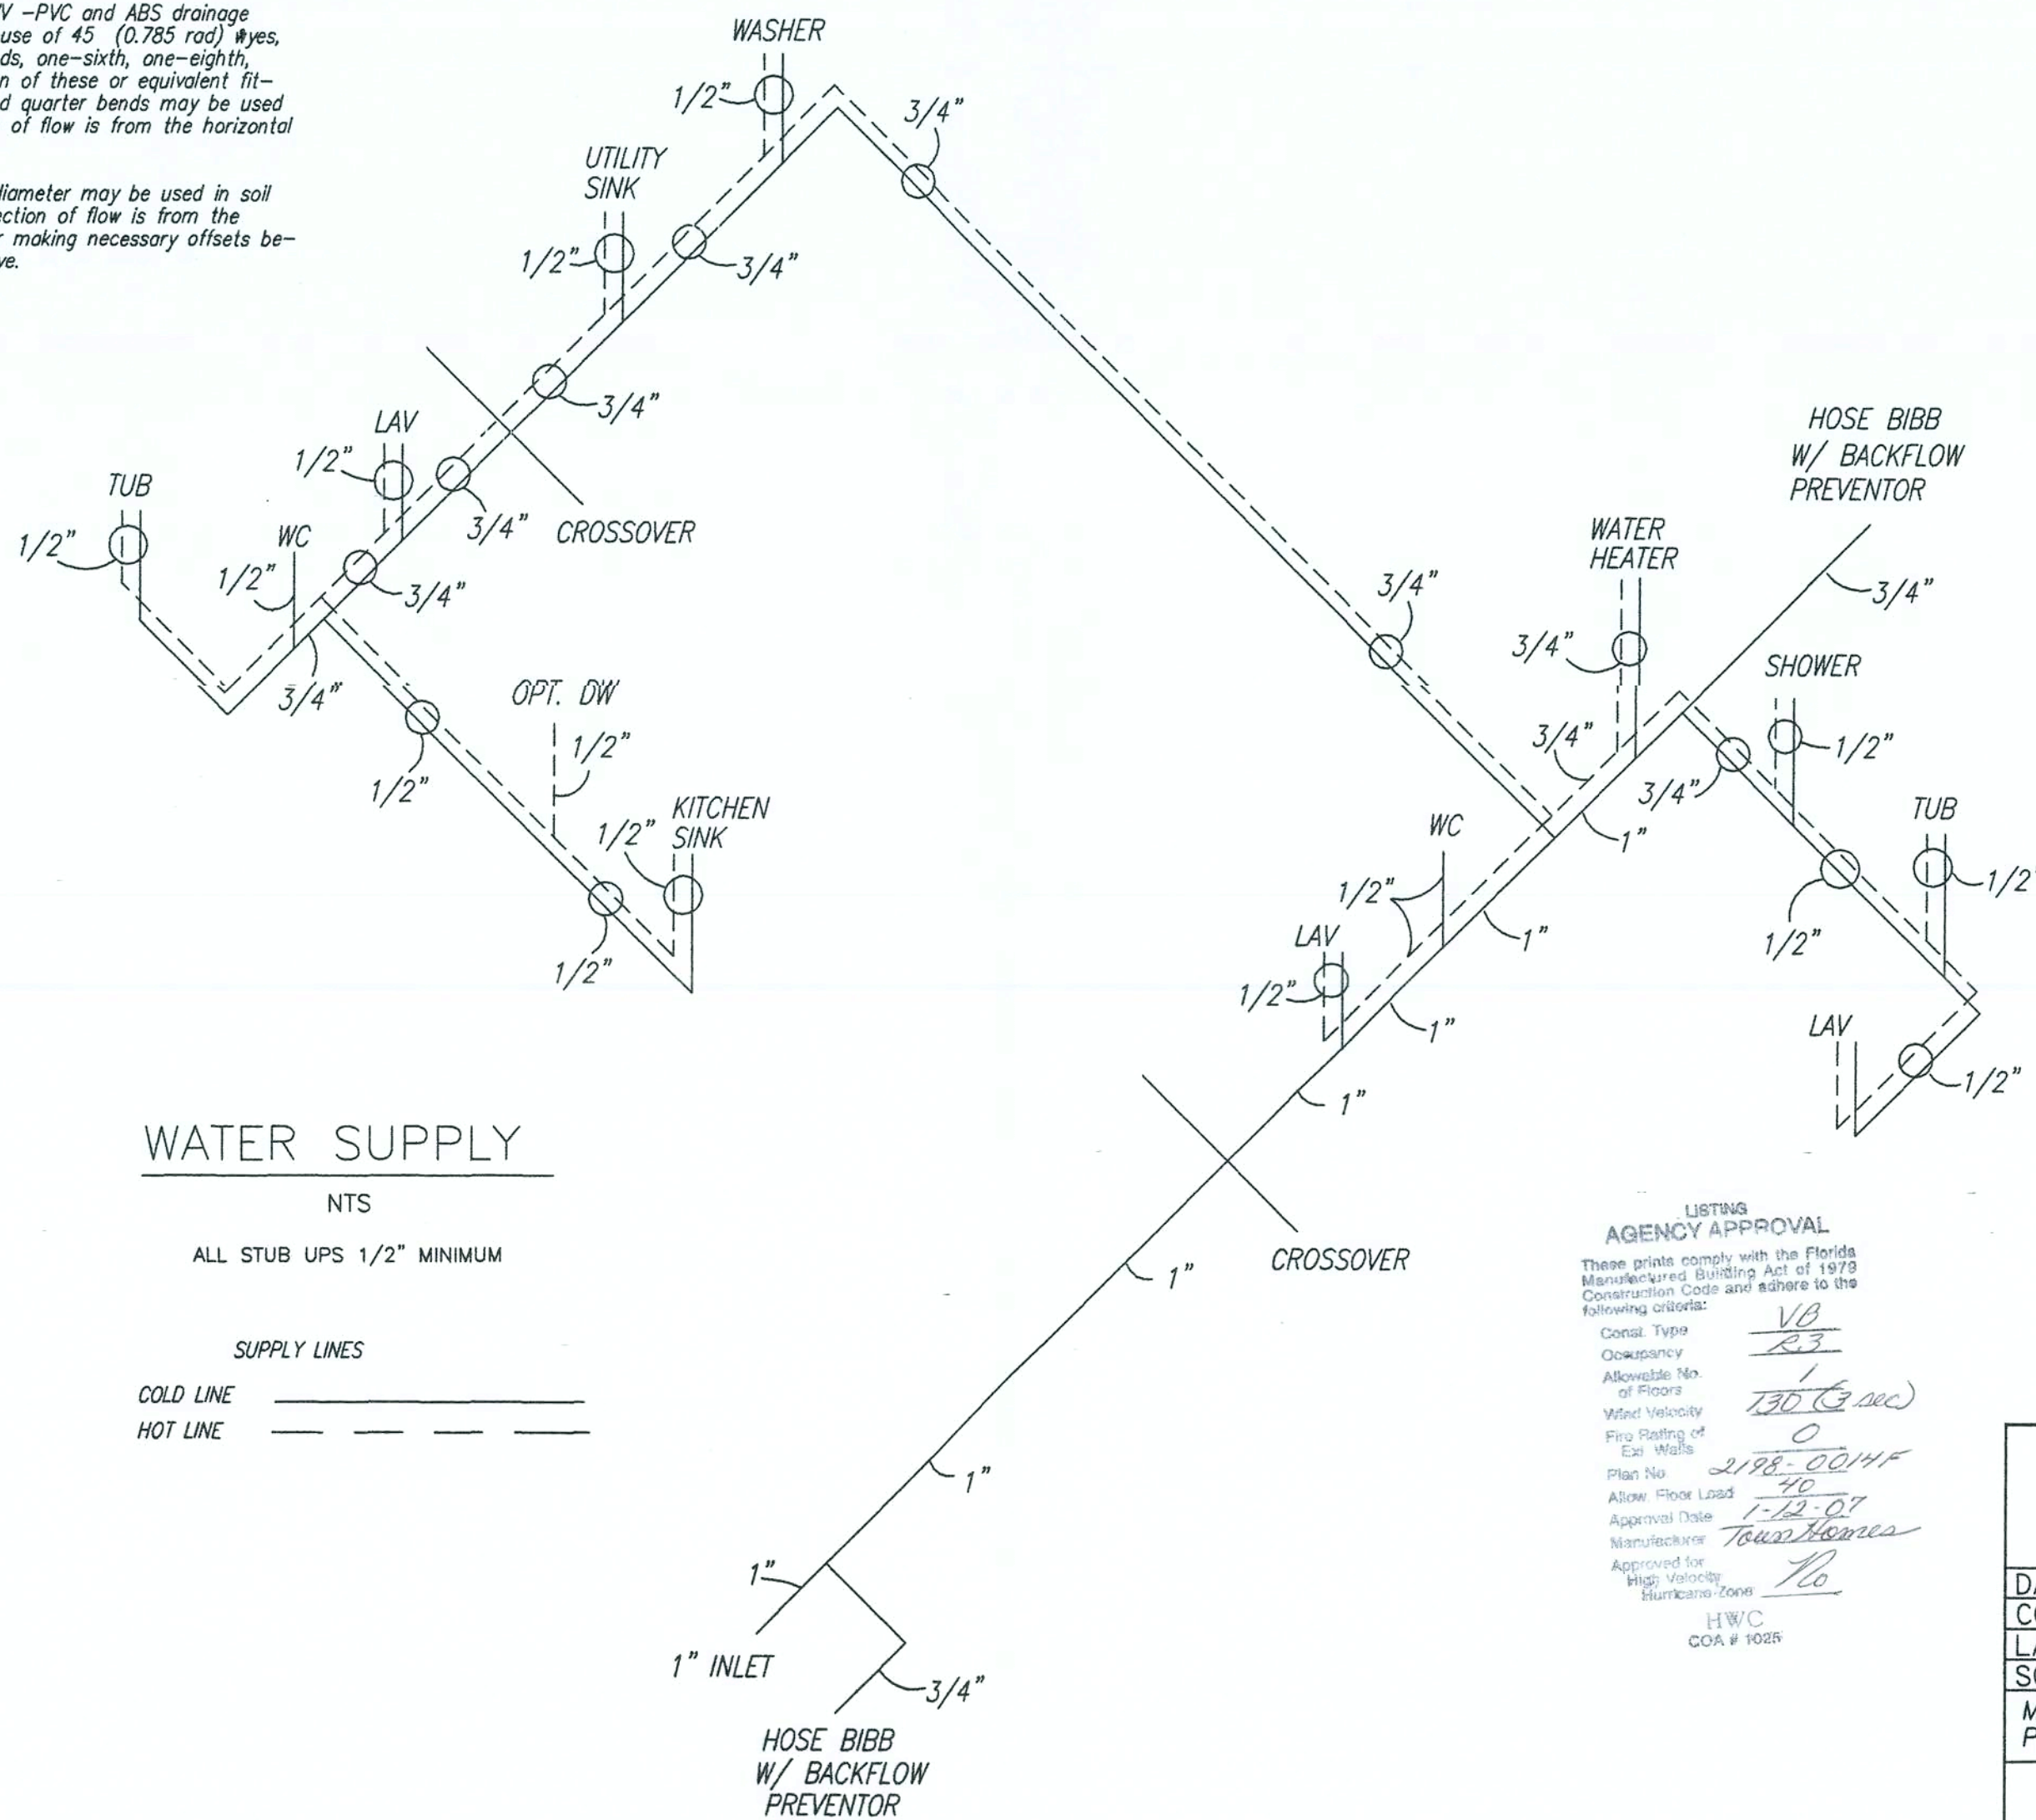 V -PVC and ABS drainage
use of 45 (0.785 rad) wyes,
ds, one-sixth, one-eighth,
n of these or equivalent fit-
d quarter bends may be used
of flow is from the horizontal
diameter may be used in soil
ection of flow is from the
r making necessary offsets be-
ve.
WASHER
1/2"
3/4"
UTILITY
SINK
1/2"
3/4"
3/4"
LAV
1/2"
3/4"
CROSSOVER
TUB
1/2"
WC
1/2"
3/4"
3/4"
OPT. DW
1/2"
1/2"
KITCHEN
SINK
1/2"
1/2"
HOSE BIBB
W/ BACKFLOW
PREVENTOR
3/4"
WATER
HEATER
3/4"
3/4"
SHOWER
1/2"
3/4"
3/4"
1"
TUB
1/2"
1/2"
WC
1/2"
1"
LAV
1/2"
1"
LAV
1/2"
1"
CROSSOVER
1"
1"
1"
1" INLET
3/4"
HOSE BIBB
W/ BACKFLOW
PREVENTOR
WATER SUPPLY
NTS
ALL STUB UPS 1/2" MINIMUM
SUPPLY LINES
COLD LINE
HOT LINE
LISTING
AGENCY APPROVAL
These prints comply with the Florida
Manufactured Building Act of 1979
Construction Code and adhere to the
following criteria:
Const. Type VB
Occupancy R3
Allowable No.
of Floors 1
Wind Velocity 130 (3 sec)
Fire Rating of
Ext Walls 0
Plan No. 2198-0014F
Allow. Floor Load 40
Approval Date 1-12-07
Manufacturer Town Homes
Approved for
High Velocity
Hurricane Zone No
HWC
COA # 1025
DA
CO
LA
SC
M
P